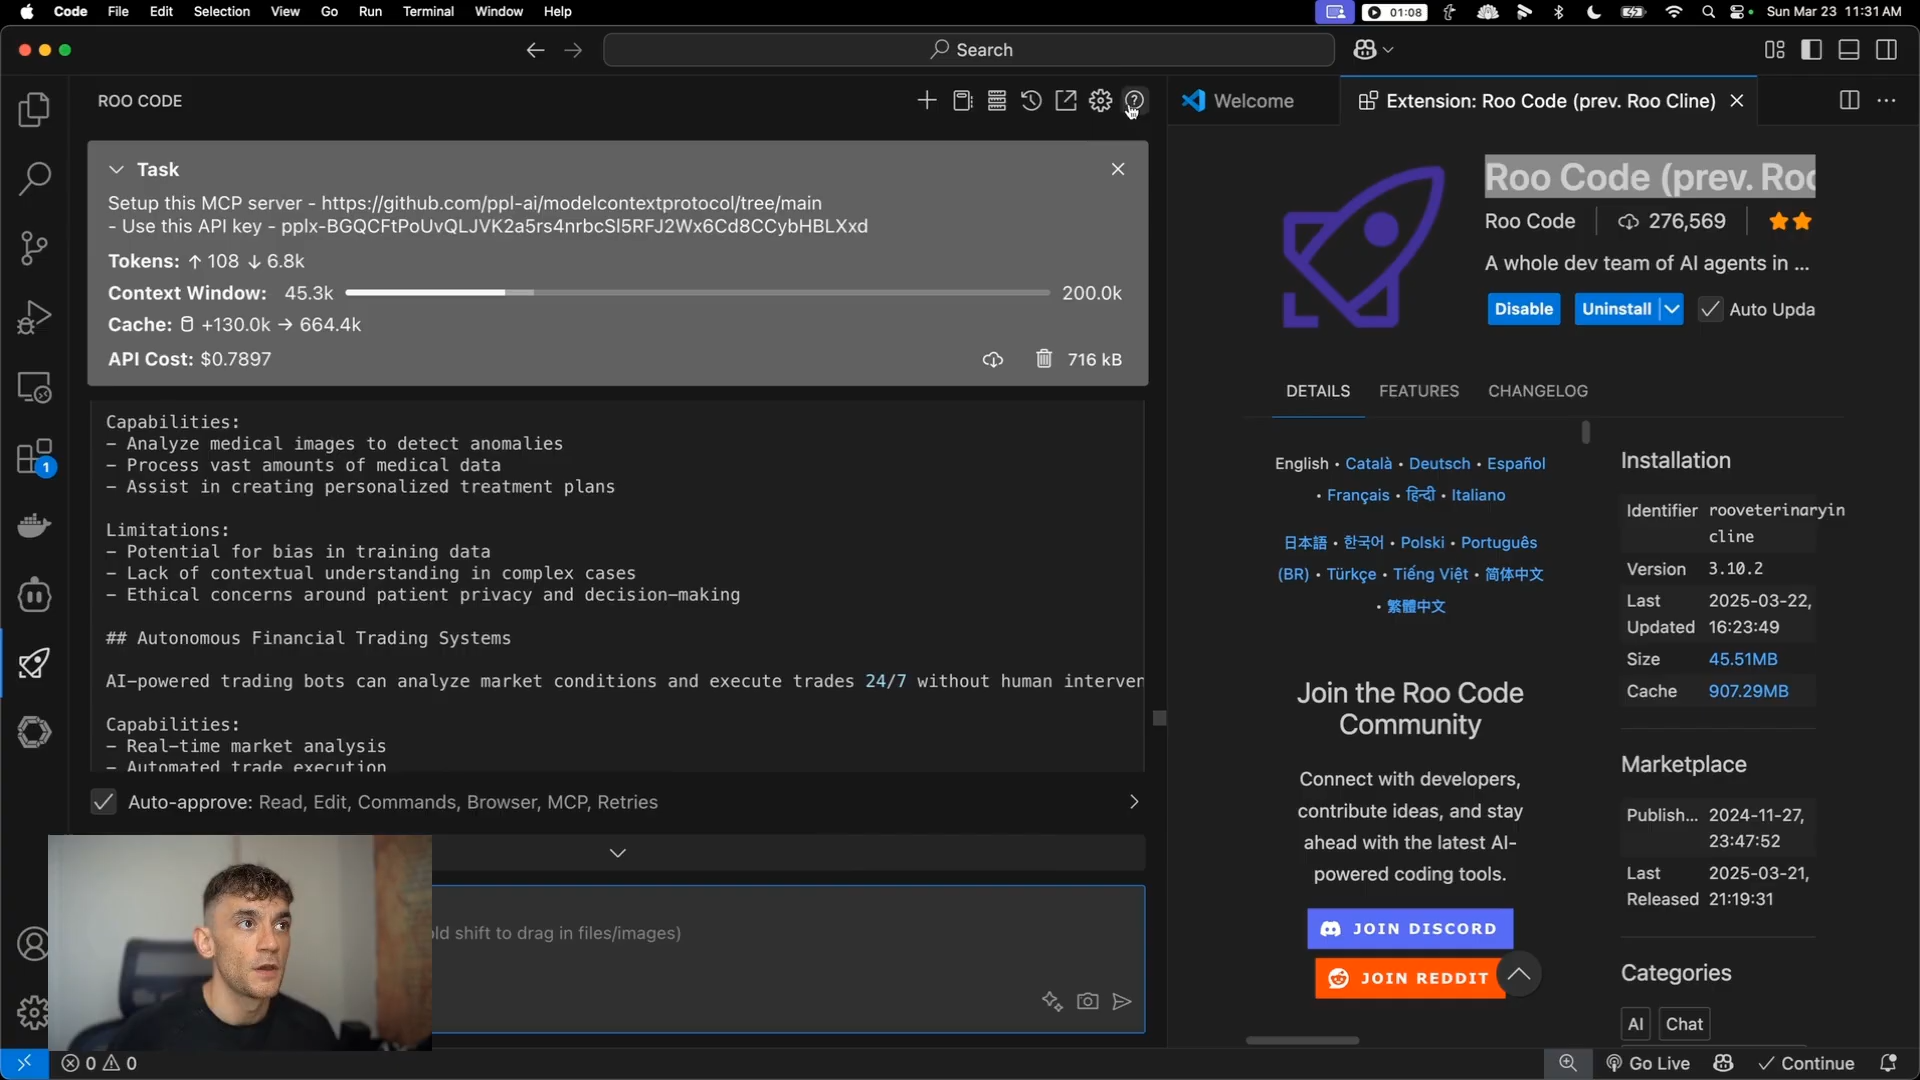 Code File Edit Selection View Go Run Terminal Window Help
01:08
Sun Mar 23 11:31 AM
Search
ROO CODE
Welcome
Extension: Roo Code (prev. Roo Cline)
Task
Setup this MCP server - https://github.com/ppl-ai/modelcontextprotocol/tree/main
- Use this API key - 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
Tokens: ↑ 108 ↓ 6.8k
Context Window: 45.3k 200.0k
Cache: +130.0k → 664.4k
API Cost: $0.7897
716 kB
Capabilities:
- Analyze medical images to detect anomalies
- Process vast amounts of medical data
- Assist in creating personalized treatment plans
Limitations:
- Potential for bias in training data
- Lack of contextual understanding in complex cases
- Ethical concerns around patient privacy and decision-making
## Autonomous Financial Trading Systems
AI-powered trading bots can analyze market conditions and execute trades 24/7 without human interven
Capabilities:
- Real-time market analysis
- Automated trade execution
Auto-approve: Read, Edit, Commands, Browser, MCP, Retries
old shift to drag in files/images)
Roo Code (prev. Roo
Roo Code 276,569
A whole dev team of AI agents in ...
Disable Uninstall Auto Upda
DETAILS FEATURES CHANGELOG
English • Català • Deutsch • Español
• Français • हिन्दी • Italiano
日本語 • 한국어 • Polski • Português
(BR) • Türkçe • Tiếng Việt • 简体中文
• 繁體中文
Join the Roo Code
Community
Connect with developers,
contribute ideas, and stay
ahead with the latest AI-
powered coding tools.
JOIN DISCORD
JOIN REDDIT
Installation
Identifier rooveterinaryin
cline
Version 3.10.2
Last 2025-03-22,
Updated 16:23:49
Size 45.51MB
Cache 907.29MB
Marketplace
Publish... 2024-11-27,
23:47:52
Last 2025-03-21,
Released 21:19:31
Categories
AI Chat
1
0 0
Go Live
Continue